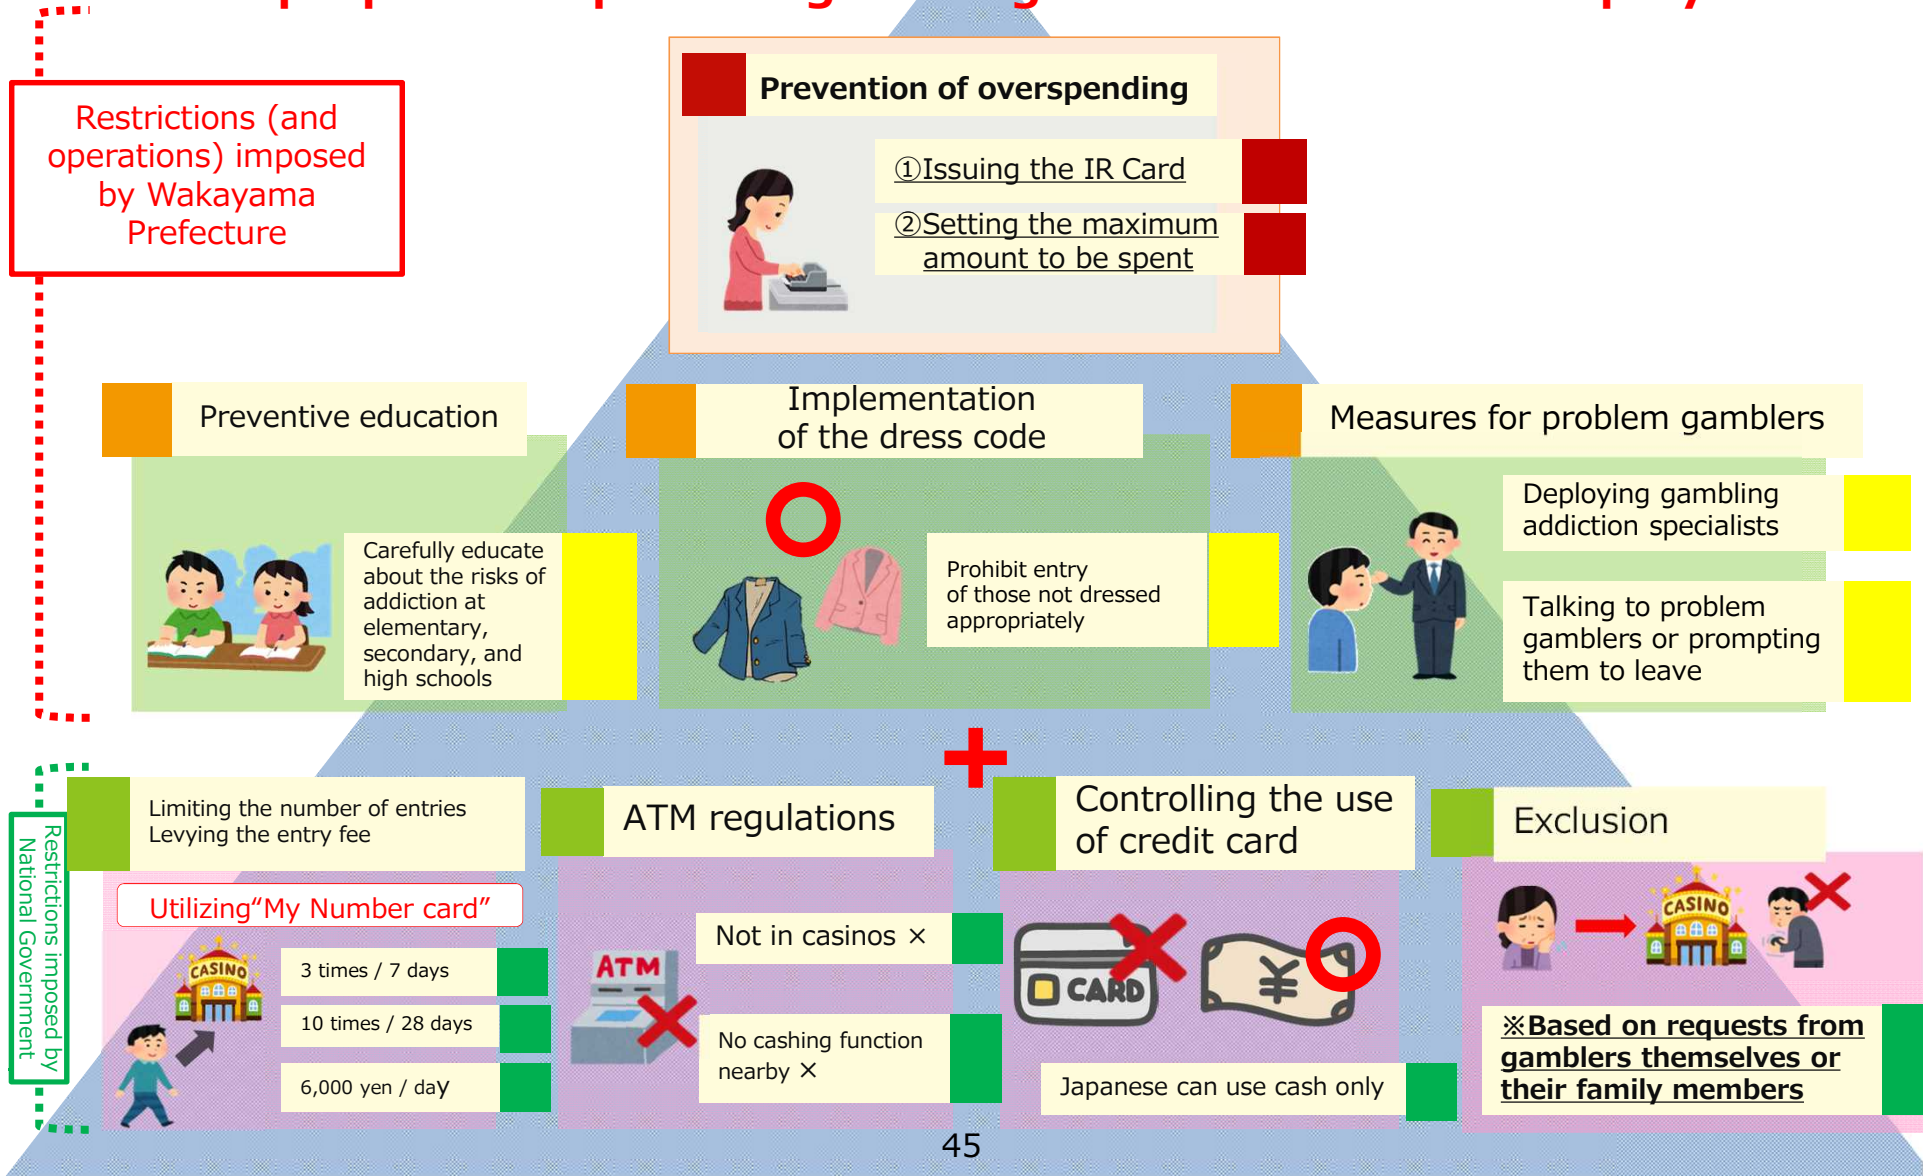 Restrictions (and
operations) imposed
by Wakayama
Prefecture
Prevention of overspending
①Issuing the IR Card
②Setting the maximum
amount to be spent
Preventive education
Carefully educate
about the risks of
addiction at
elementary,
secondary, and
high schools
Implementation
of the dress code
Prohibit entry
of those not dressed
appropriately
Measures for problem gamblers
Deploying gambling
addiction specialists
Talking to problem
gamblers or prompting
them to leave
Restrictions imposed by
National Government
Limiting the number of entries
Levying the entry fee
Utilizing“My Number card”
CASINO
3 times / 7 days
10 times / 28 days
6,000 yen / day
ATM regulations
ATM
Not in casinos ×
No cashing function
nearby ×
Controlling the use
of credit card
CARD
¥
Japanese can use cash only
Exclusion
CASINO
※Based on requests from
gamblers themselves or
their family members
45